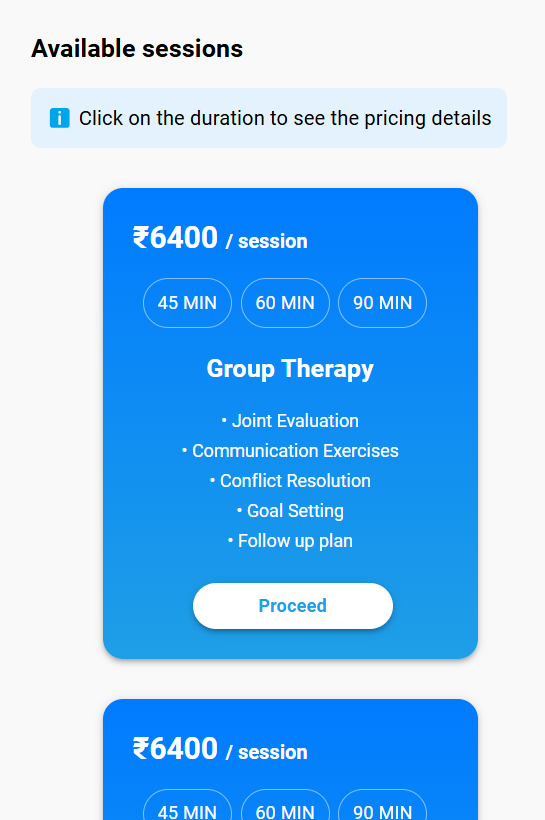 Available sessions
ℹ️ Click on the duration to see the pricing details
₹6400 / session
45 MIN 60 MIN 90 MIN
Group Therapy
• Joint Evaluation
• Communication Exercises
• Conflict Resolution
• Goal Setting
• Follow up plan
Proceed
₹6400 / session
45 MIN 60 MIN 90 MIN